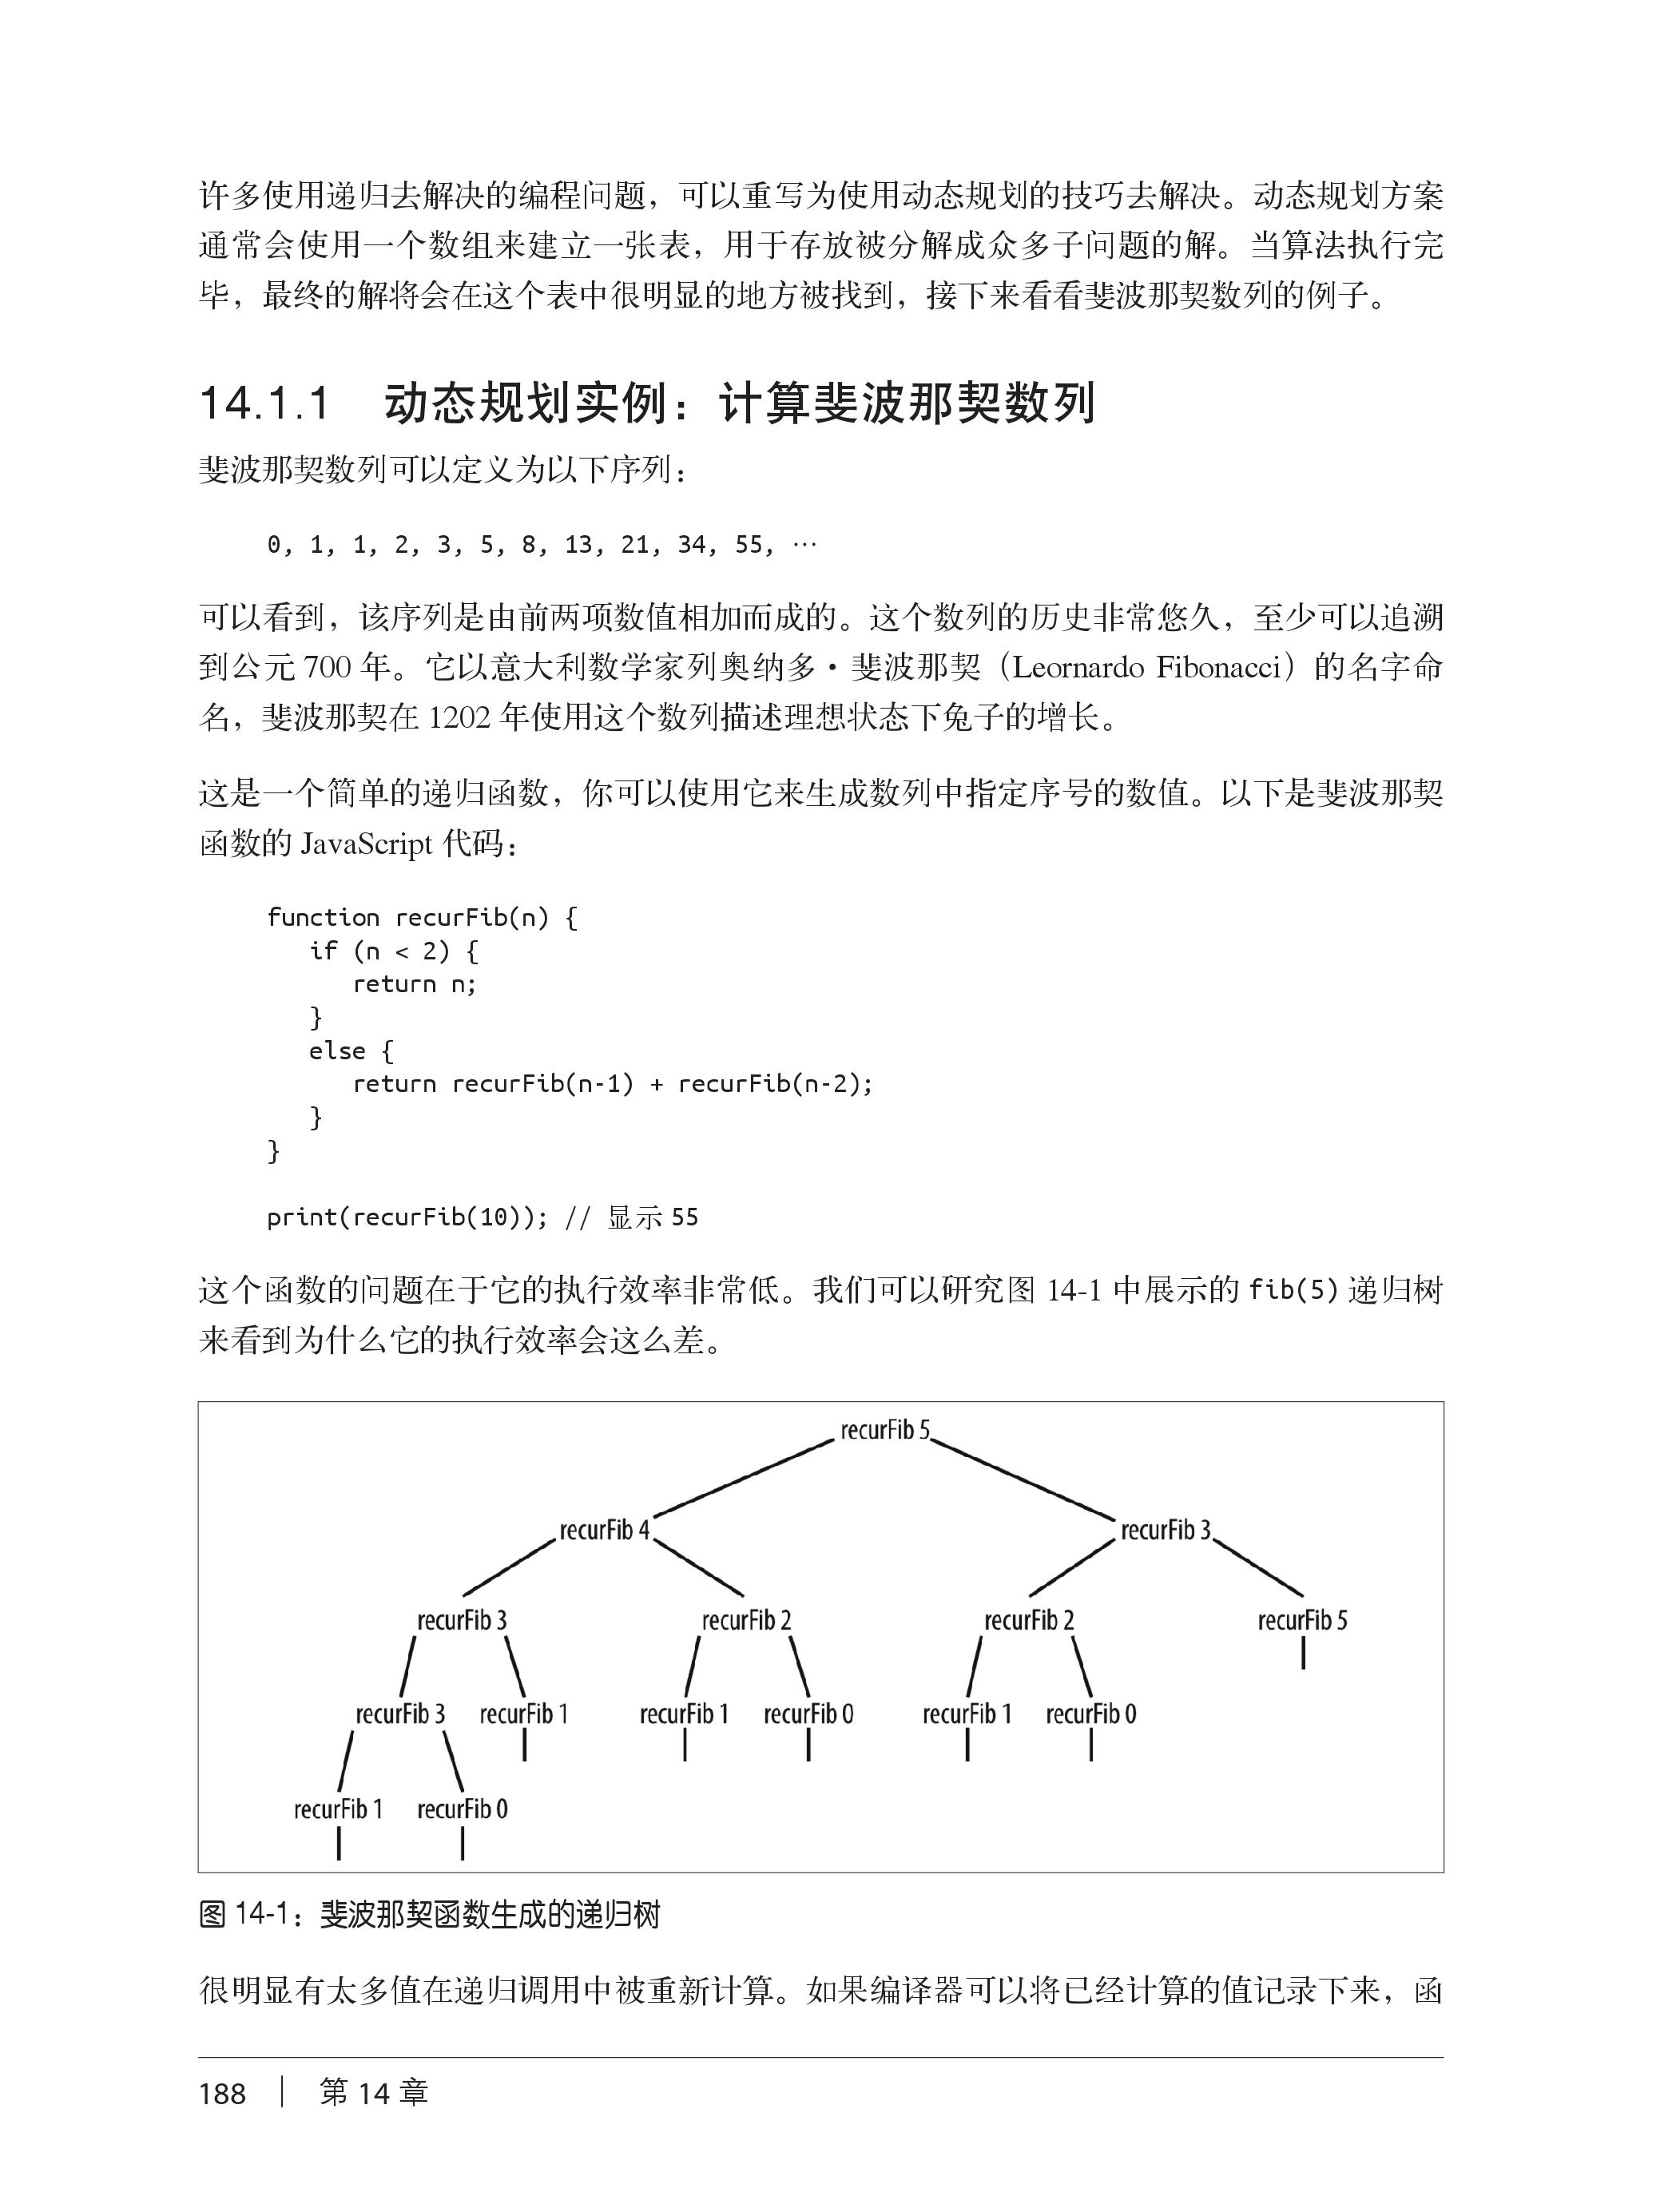 许多使用递归去解决的编程问题，可以重写为使用动态规划的技巧去解决。动态规划方案
通常会使用一个数组来建立一张表，用于存放被分解成众多子问题的解。当算法执行完
毕，最终的解将会在这个表中很明显的地方被找到，接下来看看斐波那契数列的例子。
14.1.1 动态规划实例：计算斐波那契数列
斐波那契数列可以定义为以下序列：
0, 1, 1, 2, 3, 5, 8, 13, 21, 34, 55, …
可以看到，该序列是由前两项数值相加而成的。这个数列的历史非常悠久，至少可以追溯
到公元 700 年。它以意大利数学家列奥纳多·斐波那契（Leornardo Fibonacci）的名字命
名，斐波那契在 1202 年使用这个数列描述理想状态下兔子的增长。
这是一个简单的递归函数，你可以使用它来生成数列中指定序号的数值。以下是斐波那契
函数的 JavaScript 代码：
function recurFib(n) {
   if (n < 2) {
      return n;
   }
   else {
      return recurFib(n-1) + recurFib(n-2);
   }
}
print(recurFib(10)); // 显示 55
这个函数的问题在于它的执行效率非常低。我们可以研究图 14-1 中展示的 fib(5) 递归树
来看到为什么它的执行效率会这么差。
recurFib 5
recurFib 4 recurFib 3
recurFib 3 recurFib 2 recurFib 2 recurFib 5
recurFib 3 recurFib 1 recurFib 1 recurFib 0 recurFib 1 recurFib 0
recurFib 1 recurFib 0
图 14-1：斐波那契函数生成的递归树
很明显有太多值在递归调用中被重新计算。如果编译器可以将已经计算的值记录下来，函
188 | 第 14 章